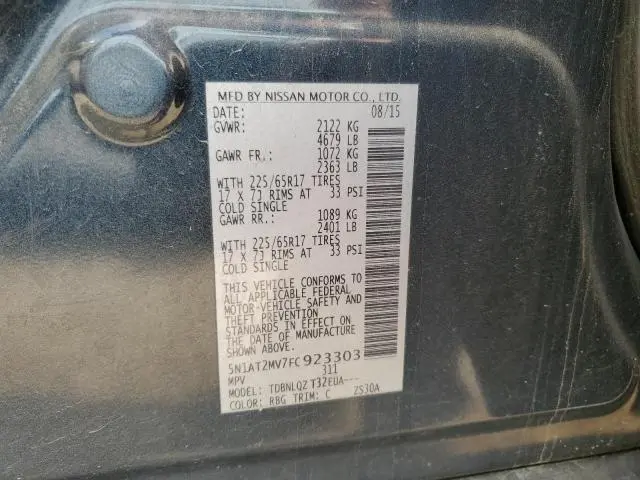 MFD BY NISSAN MOTOR CO., LTD.
DATE: 08/15
GVWR: 2122 KG
4679 LB
GAWR FR.: 1072 KG
2363 LB
WITH 225/65R17 TIRES
17 X 7J RIMS AT 33 PSI
COLD SINGLE
GAWR RR.: 1089 KG
2401 LB
WITH 225/65R17 TIRES
17 X 7J RIMS AT 33 PSI
COLD SINGLE
THIS VEHICLE CONFORMS TO
ALL APPLICABLE FEDERAL
MOTOR-VEHICLE SAFETY AND
THEFT PREVENTION
STANDARDS IN EFFECT ON
THE DATE OF MANUFACTURE
SHOWN ABOVE.
5N1AT2MV7FC923303
MPV 311
MODEL: TDBNLQZ T32EUA---
COLOR: RBG TRIM: C ZS30A